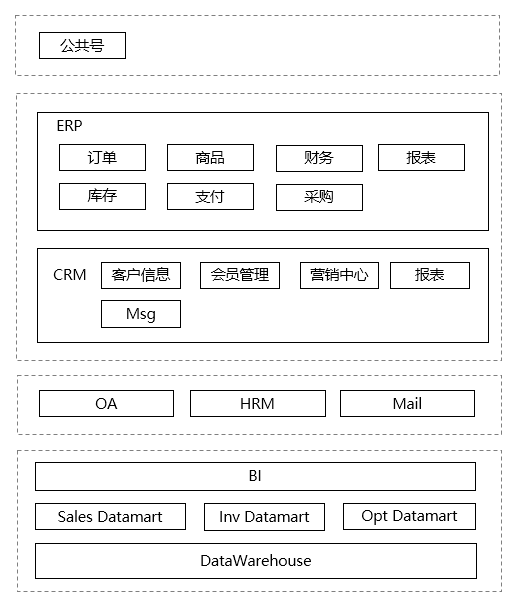 公共号
ERP
订单 商品 财务 报表
库存 支付 采购
CRM 客户信息 会员管理 营销中心 报表
Msg
OA HRM Mail
BI
Sales Datamart Inv Datamart Opt Datamart
DataWarehouse